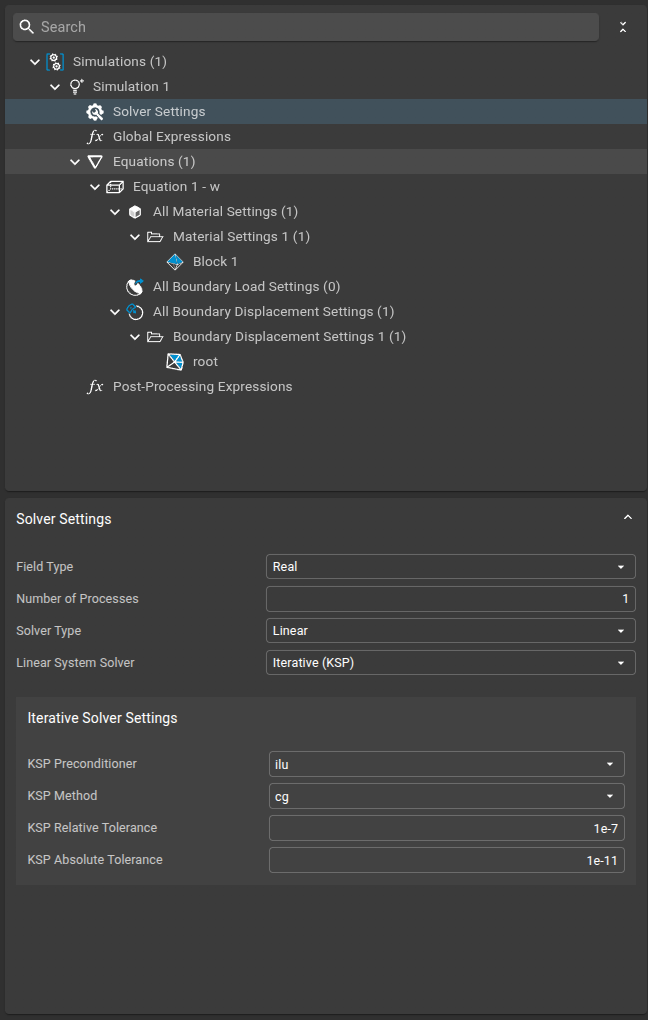 Search
Simulations (1)
Simulation 1
Solver Settings
fx Global Expressions
Equations (1)
Equation 1 - w
All Material Settings (1)
Material Settings 1 (1)
Block 1
All Boundary Load Settings (0)
All Boundary Displacement Settings (1)
Boundary Displacement Settings 1 (1)
root
fx Post-Processing Expressions
Solver Settings
Field Type Real
Number of Processes 1
Solver Type Linear
Linear System Solver Iterative (KSP)
Iterative Solver Settings
KSP Preconditioner ilu
KSP Method cg
KSP Relative Tolerance 1e-7
KSP Absolute Tolerance 1e-11